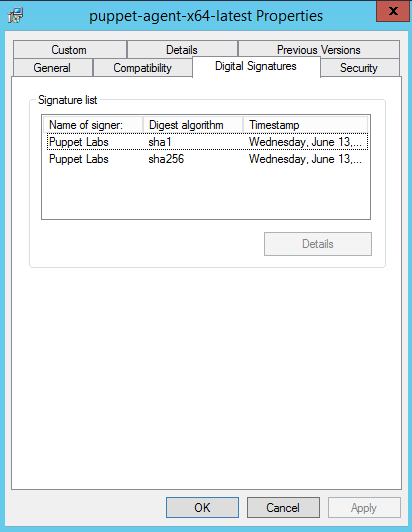 puppet-agent-x64-latest Properties
x
Custom Details Previous Versions
General Compatibility Digital Signatures Security
Signature list
Name of signer: Digest algorithm Timestamp
Puppet Labs sha1 Wednesday, June 13,...
Puppet Labs sha256 Wednesday, June 13,...
Details
OK Cancel Apply